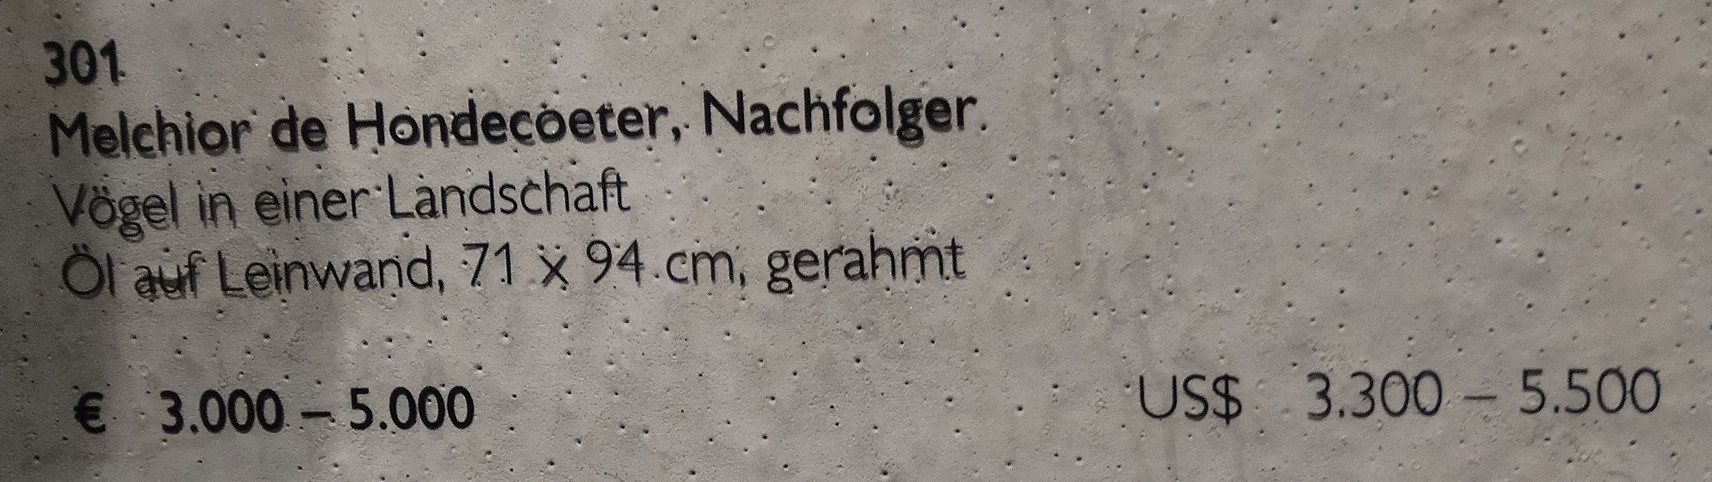 301
Melchior de Hondecoeter, Nachfolger
Vögel in einer Landschaft
Öl auf Leinwand, 71 x 94 cm, gerahmt
€ 3.000 – 5.000
US$ 3.300 – 5.500